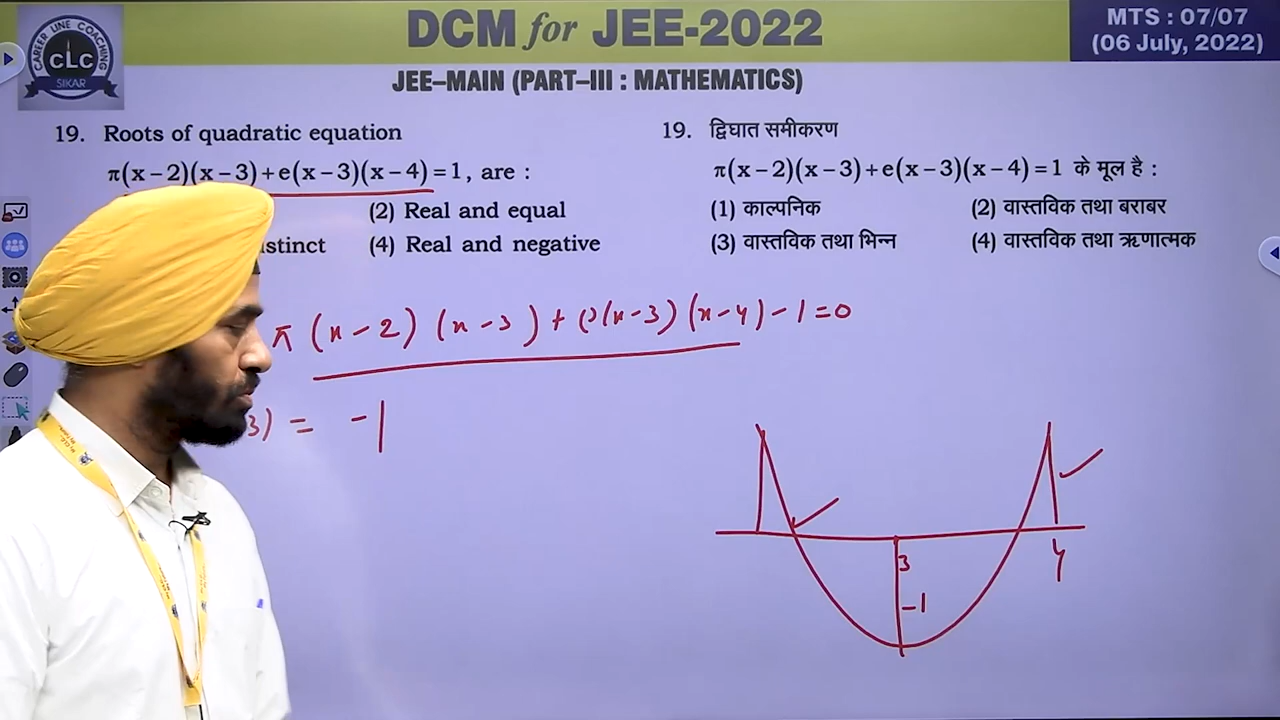 DCM for JEE-2022
MTS : 07/07
(06 July, 2022)
CAREER LINE COACHING
CLC
SIKAR
JEE–MAIN (PART–III : MATHEMATICS)
19. Roots of quadratic equation
π(x – 2)(x – 3) + e(x – 3)(x – 4) = 1, are :
(2) Real and equal
istinct (4) Real and negative
19. द्विघात समीकरण
π(x – 2)(x – 3) + e(x – 3)(x – 4) = 1 के मूल है :
(1) काल्पनिक (2) वास्तविक तथा बराबर
(3) वास्तविक तथा भिन्न (4) वास्तविक तथा ऋणात्मक
π (x – 2) (x – 3) + e(x – 3) (x – 4) – 1 = 0
3) = –1
3
4
–1